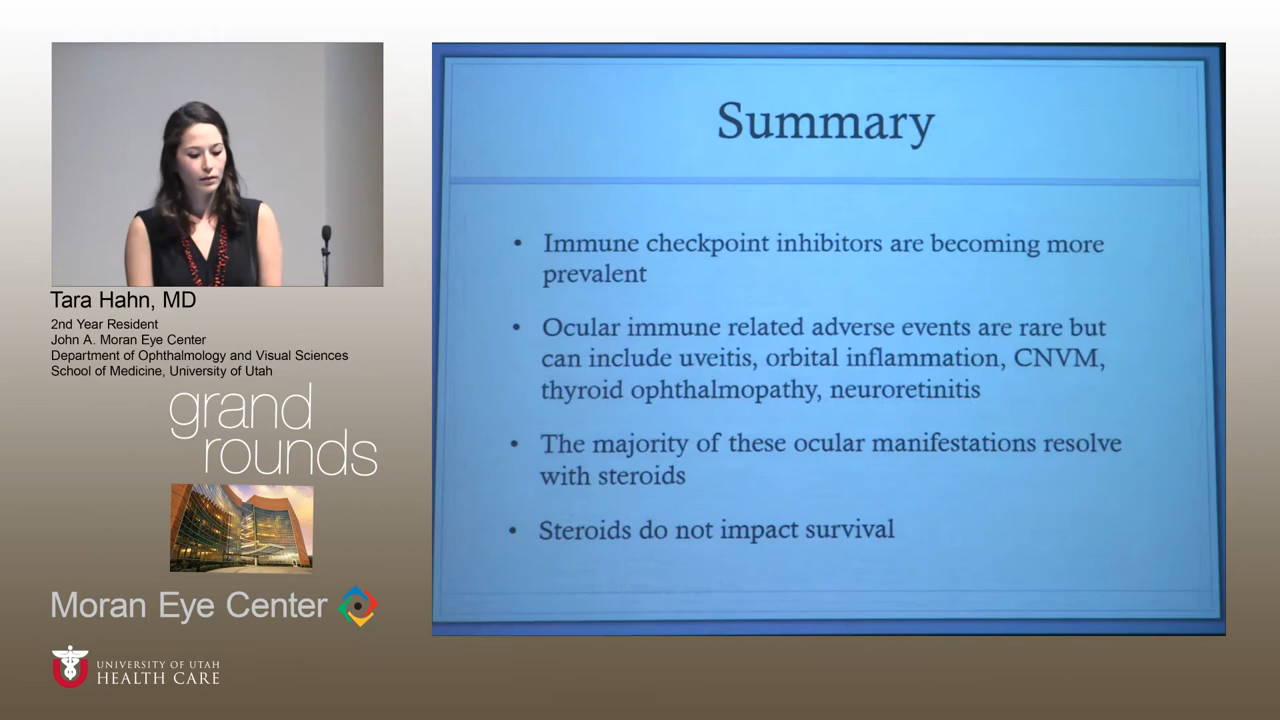 Tara Hahn, MD
2nd Year Resident
John A. Moran Eye Center
Department of Ophthalmology and Visual Sciences
School of Medicine, University of Utah
grand
rounds
Moran Eye Center
UNIVERSITY OF UTAH
HEALTH CARE
Summary
• Immune checkpoint inhibitors are becoming more
prevalent
• Ocular immune related adverse events are rare but
can include uveitis, orbital inflammation, CNVM,
thyroid ophthalmopathy, neuroretinitis
• The majority of these ocular manifestations resolve
with steroids
• Steroids do not impact survival